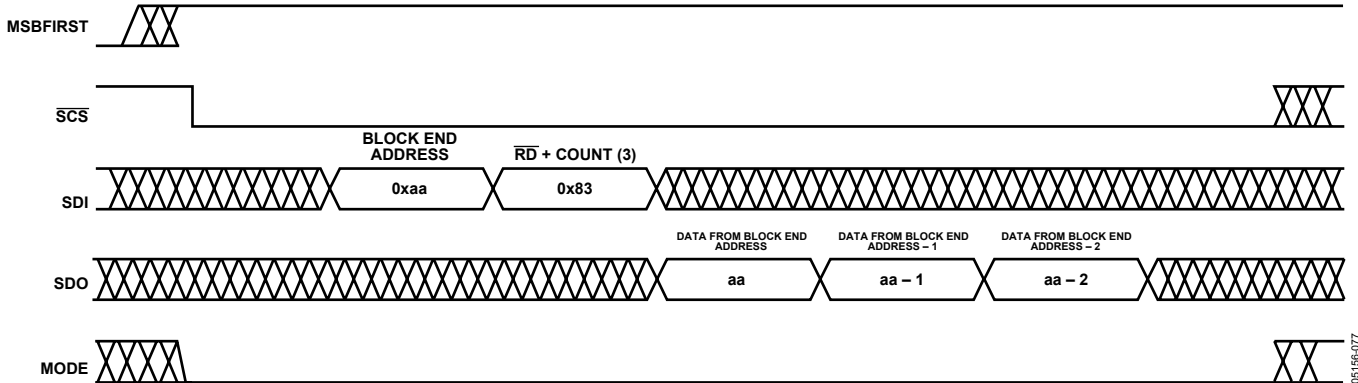 MSBFIRST
SCS
BLOCK END
ADDRESS
RD + COUNT (3)
SDI
0xaa
0x83
DATA FROM BLOCK END
ADDRESS
DATA FROM BLOCK END
ADDRESS – 1
DATA FROM BLOCK END
ADDRESS – 2
SDO
aa
aa – 1
aa – 2
MODE
05156-077